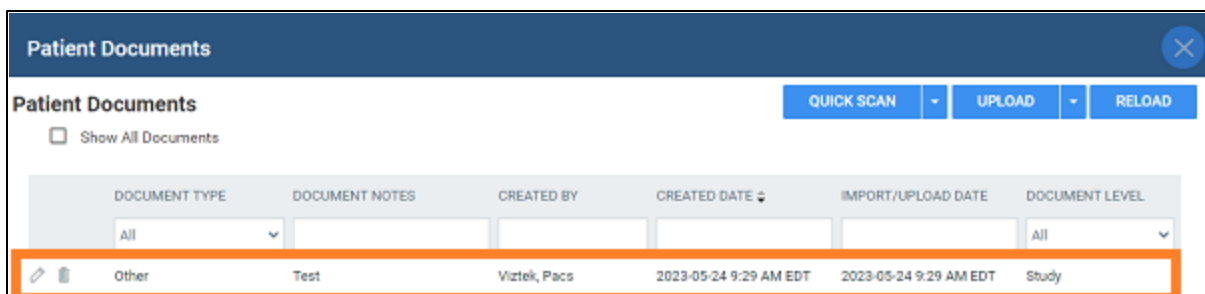 Patient Documents
Patient Documents
QUICK SCAN UPLOAD RELOAD
Show All Documents
DOCUMENT TYPE DOCUMENT NOTES CREATED BY CREATED DATE IMPORT/UPLOAD DATE DOCUMENT LEVEL
All All
Other Test Viztek, Pacs 2023-05-24 9:29 AM EDT 2023-05-24 9:29 AM EDT Study